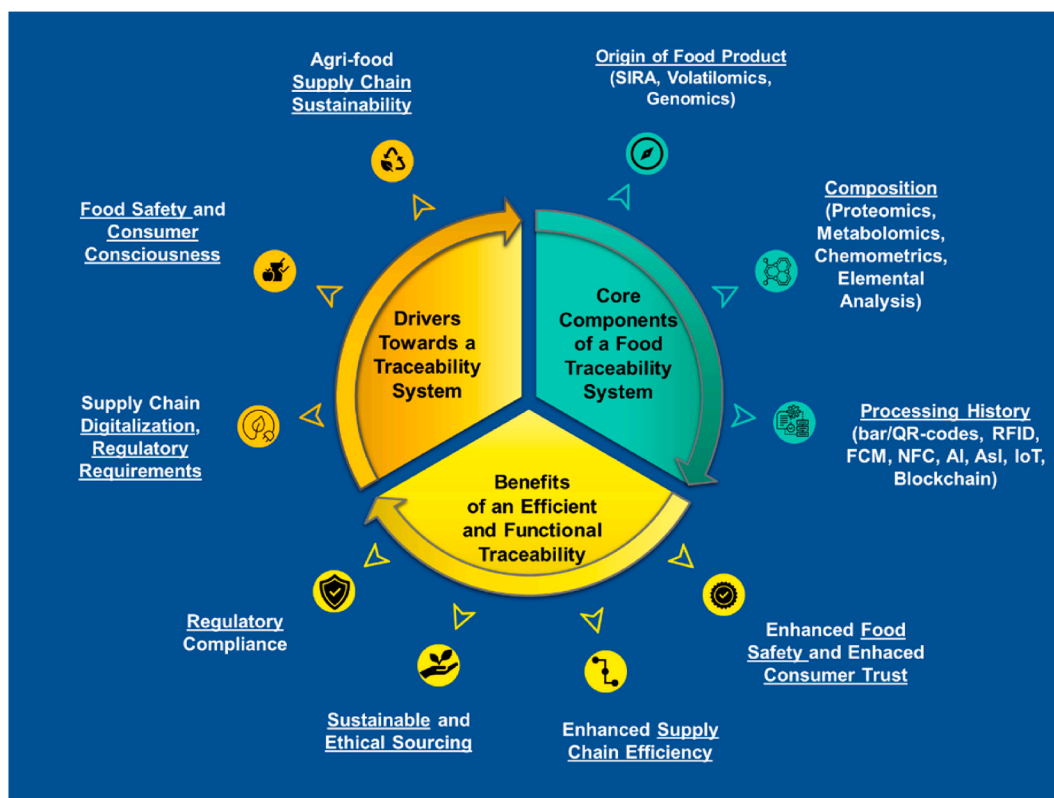 Agri-food
Supply Chain
Sustainability
Origin of Food Product
(SIRA, Volatilomics,
Genomics)
Food Safety and
Consumer
Consciousness
Composition
(Proteomics,
Metabolomics,
Chemometrics,
Elemental
Analysis)
Drivers
Towards a
Traceability
System
Core
Components
of a Food
Traceability
System
Supply Chain
Digitalization,
Regulatory
Requirements
Processing History
(bar/QR-codes, RFID,
FCM, NFC, AI, AsI, IoT,
Blockchain)
Benefits
of an Efficient
and Functional
Traceability
Regulatory
Compliance
Sustainable and
Ethical Sourcing
Enhanced Supply
Chain Efficiency
Enhanced Food
Safety and Enhaced
Consumer Trust